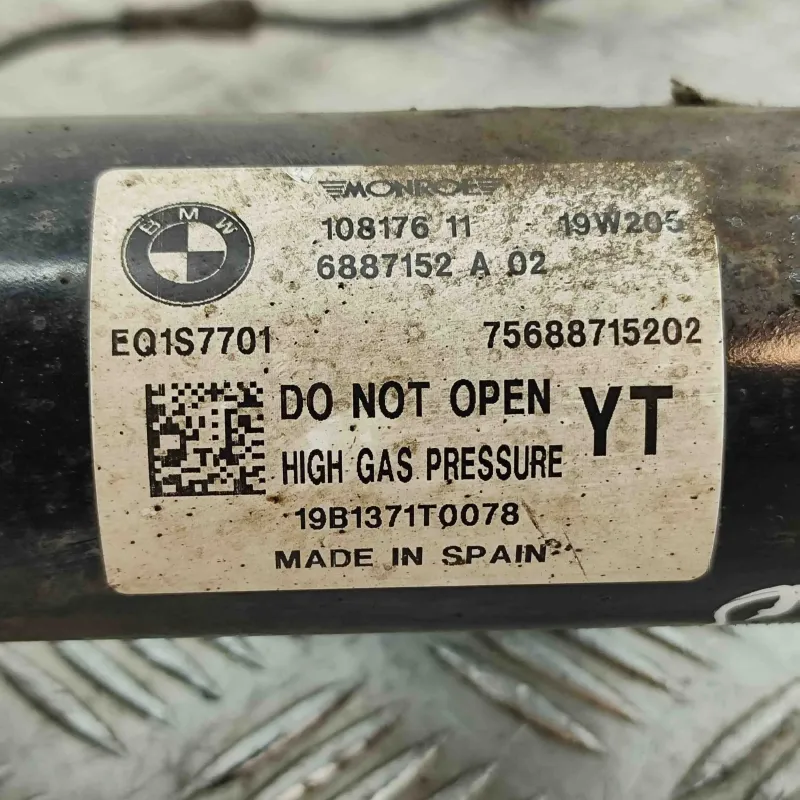 MONROE
BMW
108176 11 19W205
6887152 A 02
EQ1S7701 75688715202
DO NOT OPEN YT
HIGH GAS PRESSURE
19B1371T0078
MADE IN SPAIN